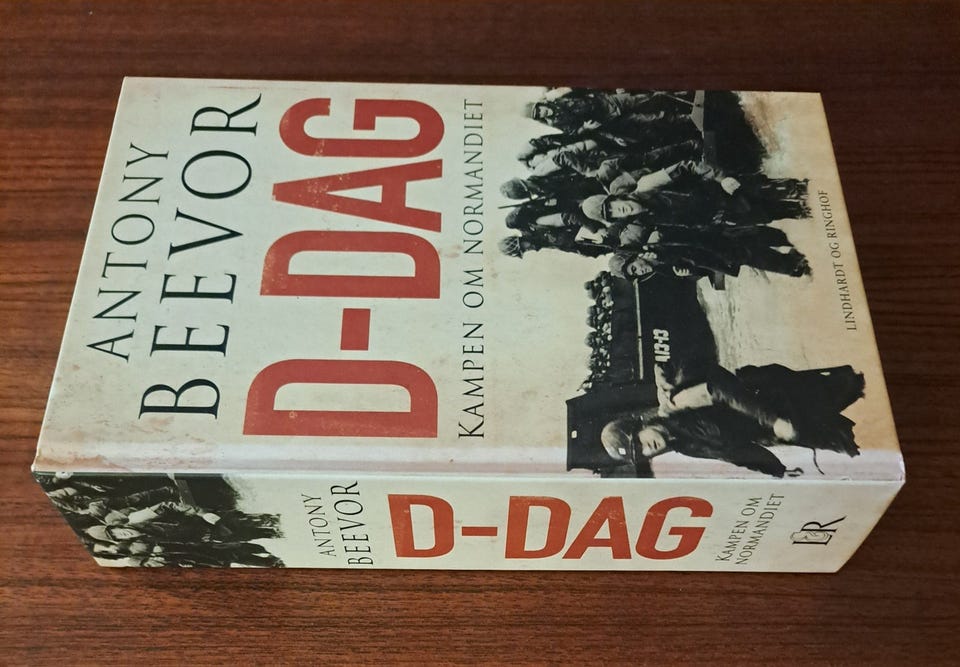 ANTONY
BEEVOR
D-DAG
KAMPEN OM NORMANDIET
LINDHARDT OG RINGHOF
ANTONY
BEEVOR
D-DAG
KAMPEN OM
NORMANDIET
LR